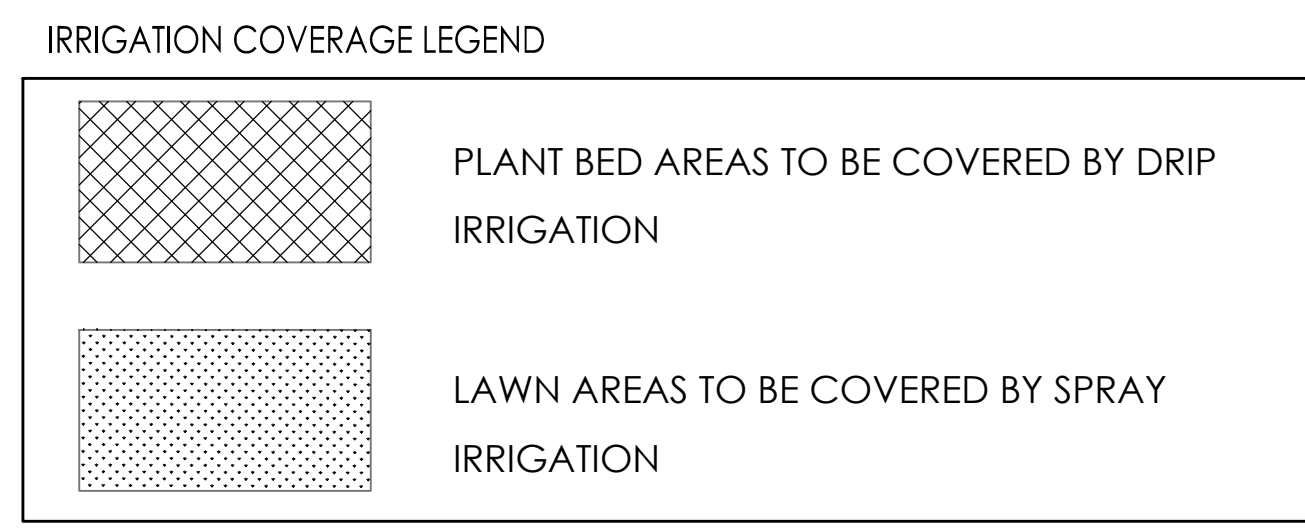 IRRIGATION COVERAGE LEGEND
PLANT BED AREAS TO BE COVERED BY DRIP
IRRIGATION
LAWN AREAS TO BE COVERED BY SPRAY
IRRIGATION